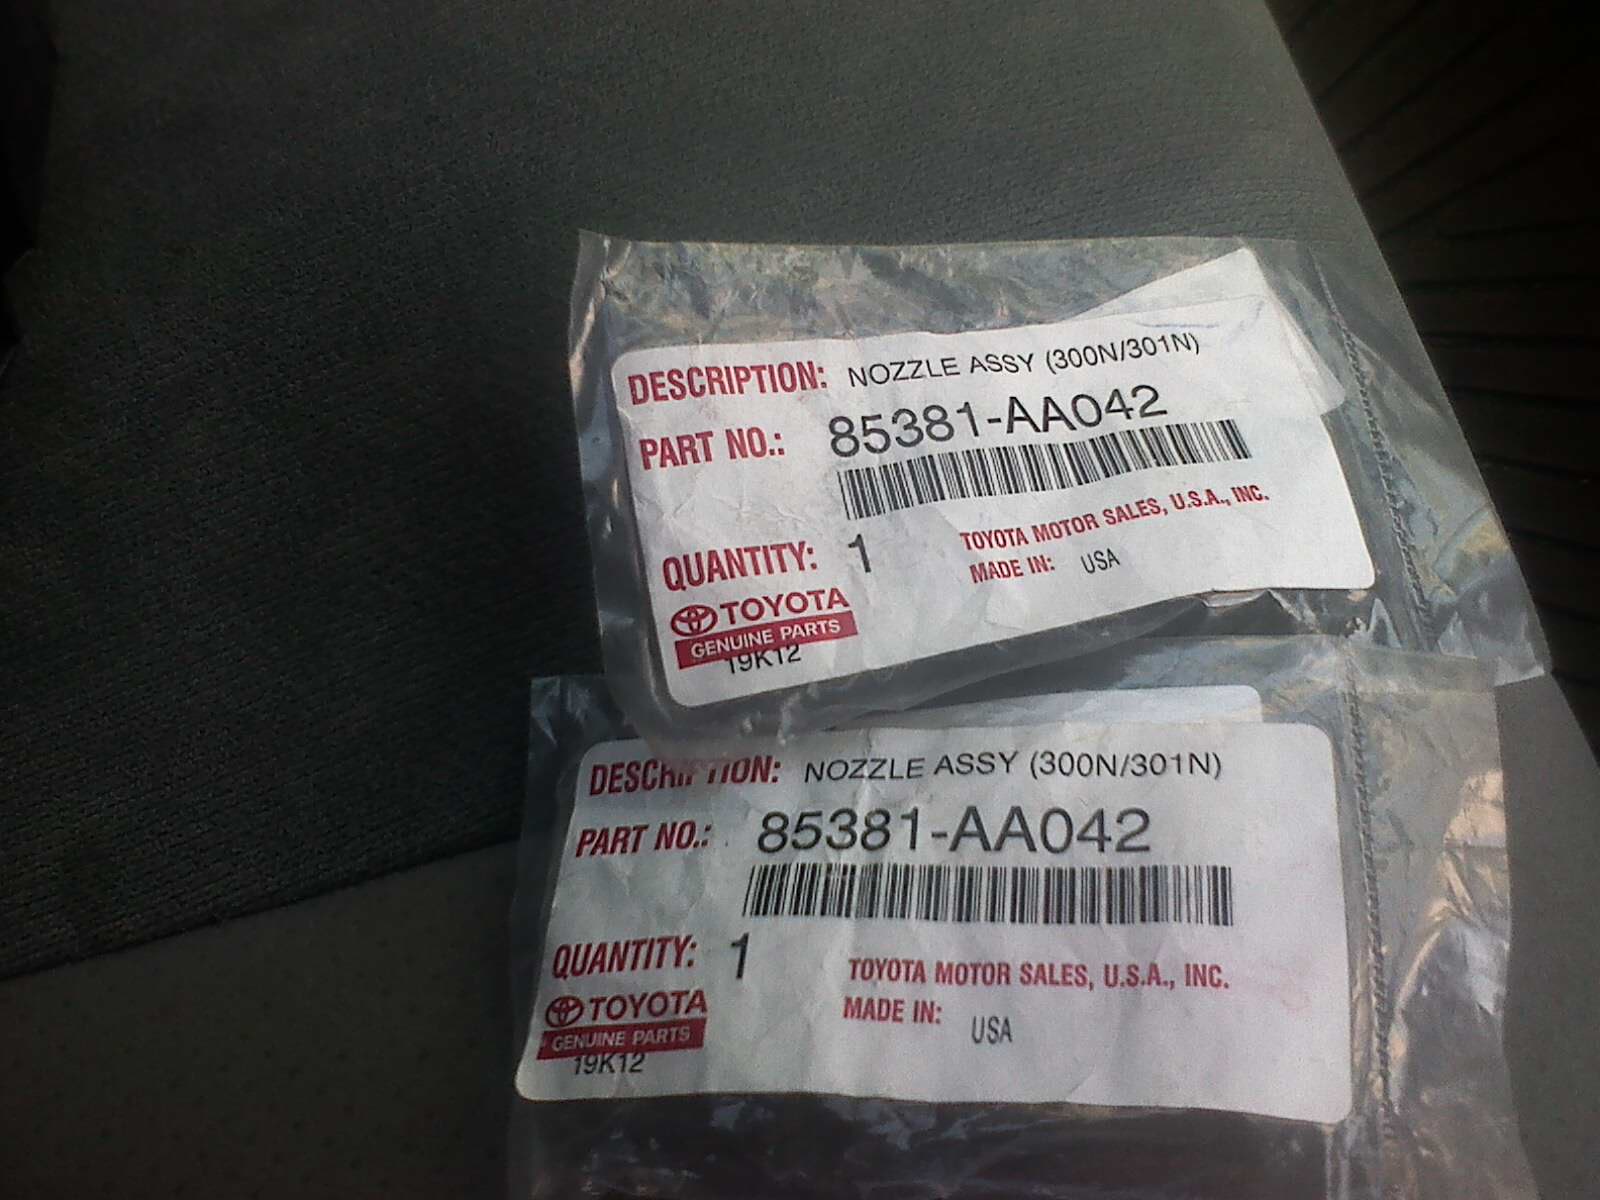 DESCRIPTION: NOZZLE ASSY (300N/301N)
PART NO.: 85381-AA042
QUANTITY: 1
TOYOTA MOTOR SALES, U.S.A., INC.
MADE IN: USA
TOYOTA
GENUINE PARTS
19K12
DESCRIPTION: NOZZLE ASSY (300N/301N)
PART NO.: 85381-AA042
QUANTITY: 1
TOYOTA MOTOR SALES, U.S.A., INC.
MADE IN: USA
TOYOTA
GENUINE PARTS
19K12